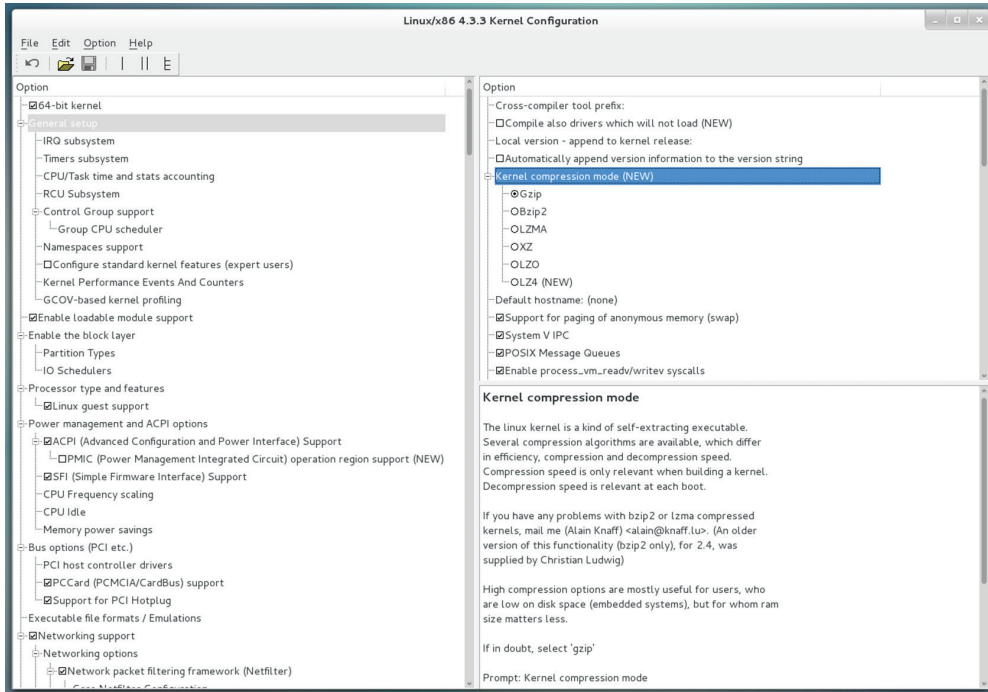 Linux/x86 4.3.3 Kernel Configuration
File Edit Option Help
Option
64-bit kernel
General setup
IRQ subsystem
Timers subsystem
CPU/Task time and stats accounting
RCU Subsystem
Control Group support
Group CPU scheduler
Namespaces support
Configure standard kernel features (expert users)
Kernel Performance Events And Counters
GCOV-based kernel profiling
Enable loadable module support
Enable the block layer
Partition Types
IO Schedulers
Processor type and features
Linux guest support
Power management and ACPI options
ACPI (Advanced Configuration and Power Interface) Support
PMIC (Power Management Integrated Circuit) operation region support (NEW)
SFI (Simple Firmware Interface) Support
CPU Frequency scaling
CPU Idle
Memory power savings
Bus options (PCI etc.)
PCI host controller drivers
PCCard (PCMCIA/CardBus) support
Support for PCI Hotplug
Executable file formats / Emulations
Networking support
Networking options
Network packet filtering framework (Netfilter)
Core Netfilter Configuration
Option
Cross-compiler tool prefix:
Compile also drivers which will not load (NEW)
Local version - append to kernel release:
Automatically append version information to the version string
Kernel compression mode (NEW)
Gzip
Bzip2
LZMA
XZ
LZO
LZ4 (NEW)
Default hostname: (none)
Support for paging of anonymous memory (swap)
System V IPC
POSIX Message Queues
Enable process_vm_readv/writev syscalls
Kernel compression mode
The linux kernel is a kind of self-extracting executable.
Several compression algorithms are available, which differ
in efficiency, compression and decompression speed.
Compression speed is only relevant when building a kernel.
Decompression speed is relevant at each boot.
If you have any problems with bzip2 or lzma compressed
kernels, mail me (Alain Knaff) <alain@knaff.lu>. (An older
version of this functionality (bzip2 only), for 2.4, was
supplied by Christian Ludwig)
High compression options are mostly useful for users, who
are low on disk space (embedded systems), but for whom ram
size matters less.
If in doubt, select 'gzip'
Prompt: Kernel compression mode